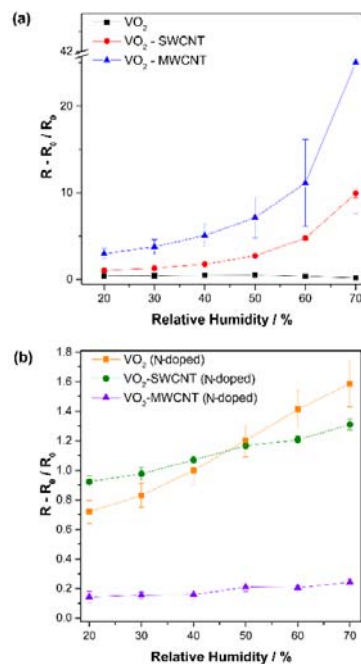 (a)
VO₂
VO₂ - SWCNT
VO₂ - MWCNT
42
20
10
0
R - R₀ / R₀
20 30 40 50 60 70
Relative Humidity / %
(b)
VO₂ (N-doped)
VO₂-SWCNT (N-doped)
VO₂-MWCNT (N-doped)
1.8
1.6
1.4
1.2
1.0
0.8
0.6
0.4
0.2
0.0
R - R₀ / R₀
20 30 40 50 60 70
Relative Humidity / %